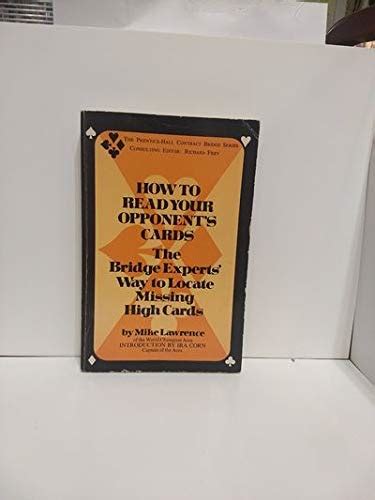 The Prentice-Hall Contract Bridge Series
Consulting Editor: Richard Frey
HOW TO
READ YOUR
OPPONENT'S
CARDS
The
Bridge Experts'
Way to Locate
Missing
High Cards
by Mike Lawrence
of the World Champion Aces
INTRODUCTION BY IRA CORN
Captain of the Aces